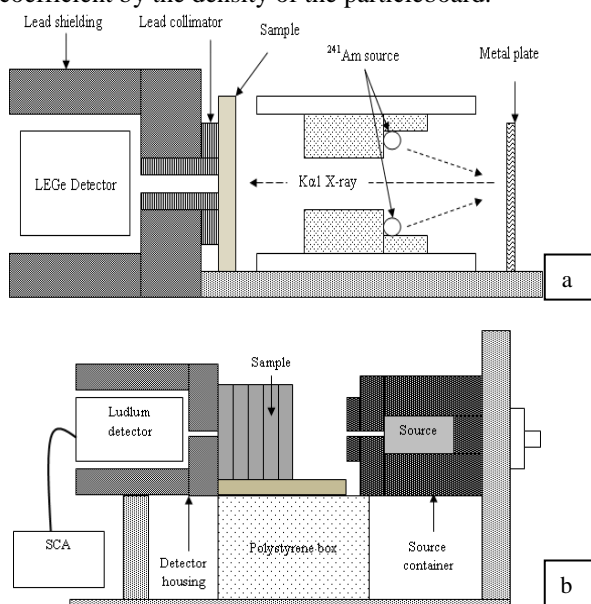 coefficient by the density of the particleboard.
Lead shielding
Lead collimator
Sample
²⁴¹Am source
Metal plate
LEGe Detector
Kα1 X-ray
a
Sample
Ludlum
detector
Source
SCA
Detector
housing
Polystyrene box
Source
container
b